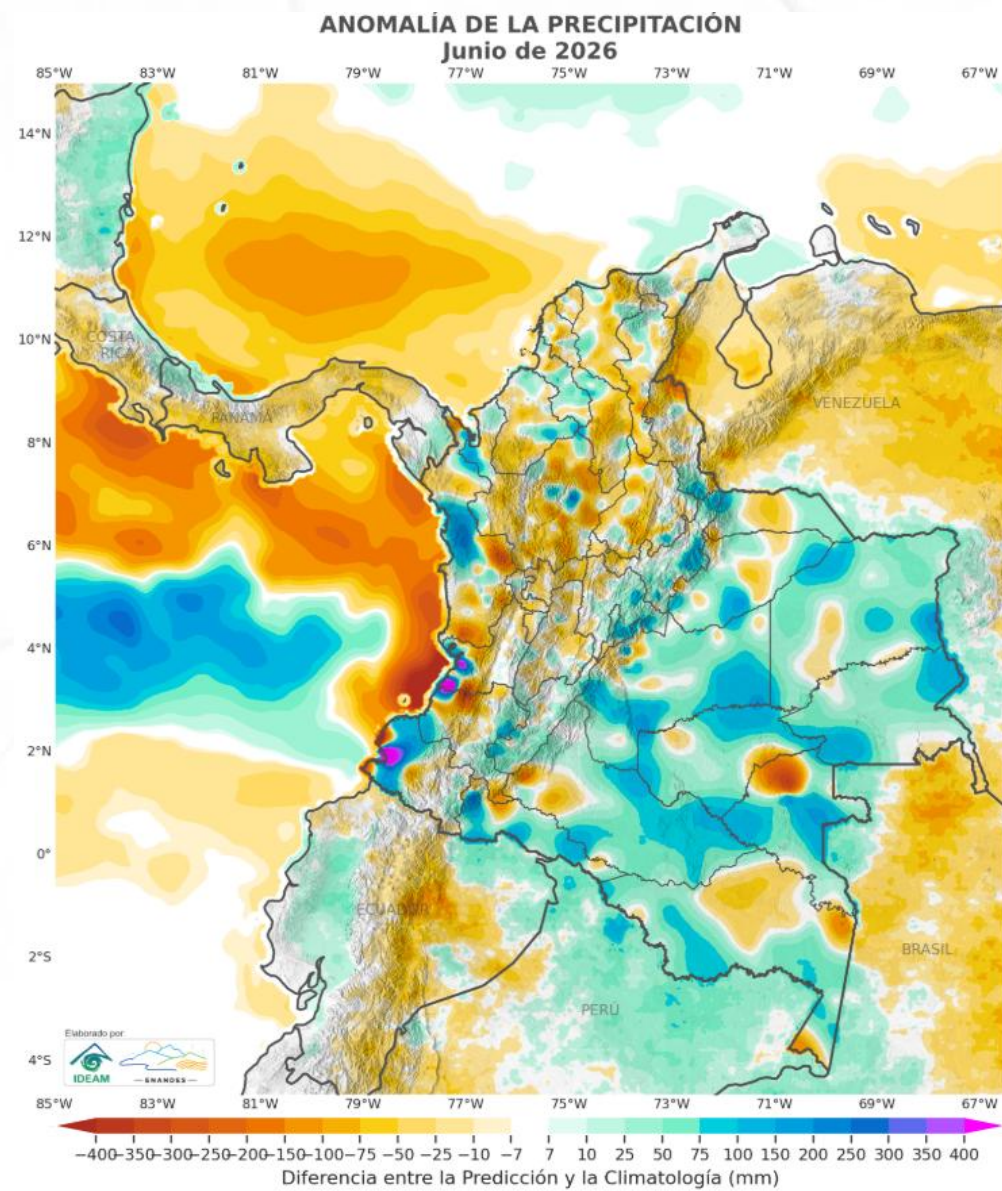 ANOMALÍA DE LA PRECIPITACIÓN
Junio de 2026
85°W 83°W 81°W 79°W 77°W 75°W 73°W 71°W 69°W 67°W
14°N
12°N
10°N
8°N
6°N
4°N
2°N
0°
2°S
4°S
COSTA
RICA
PANAMÁ
VENEZUELA
ECUADOR
BRASIL
PERÚ
Elaborado por:
IDEAM
— ENANDES —
85°W 83°W 81°W 79°W 77°W 75°W 73°W 71°W 69°W 67°W
−400 −350 −300 −250 −200 −150 −100 −75 −50 −25 −10 −7 7 10 25 50 75 100 150 200 250 300 350 400
Diferencia entre la Predicción y la Climatología (mm)